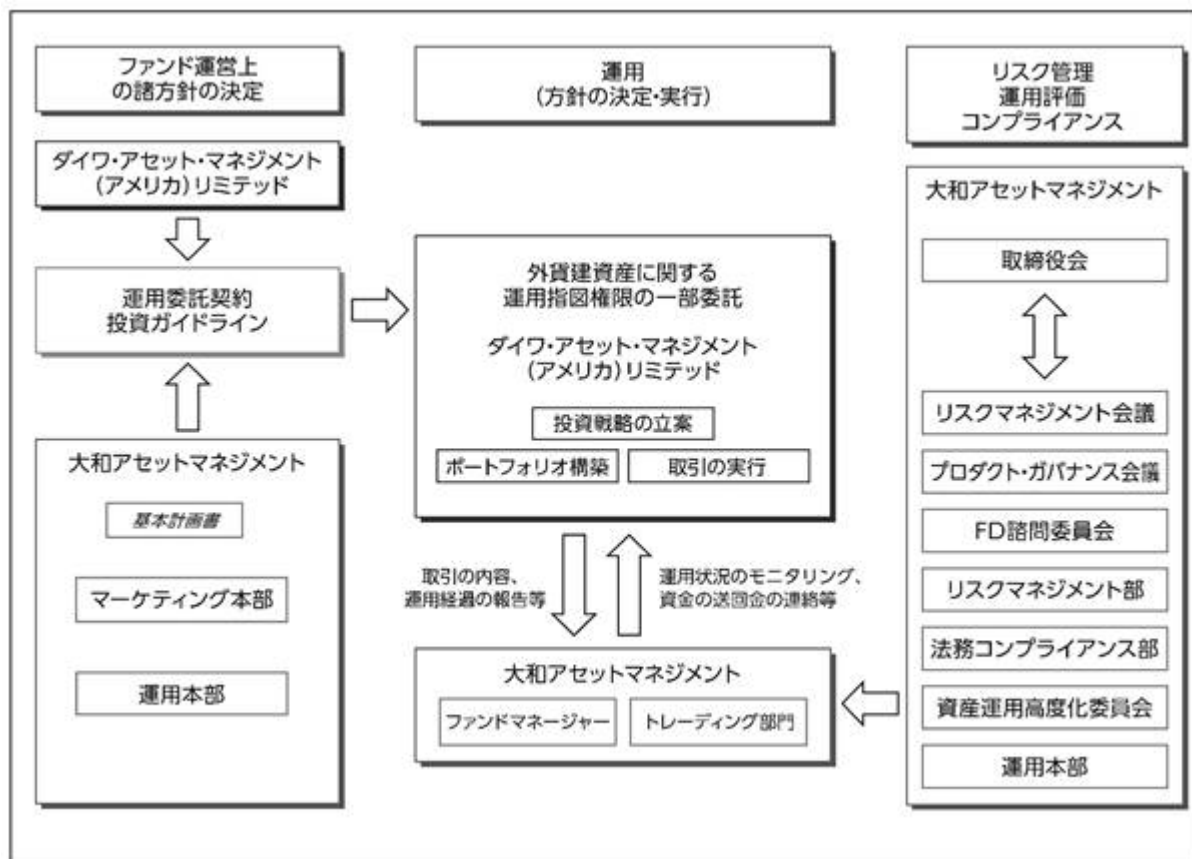 ファンド運営上
の諸方針の決定
ダイワ・アセット・マネジメント
(アメリカ)リミテッド
運用委託契約
投資ガイドライン
大和アセットマネジメント
基本計画書
マーケティング本部
運用本部
運用
(方針の決定・実行)
外貨建資産に関する
運用指図権限の一部委託
ダイワ・アセット・マネジメント
(アメリカ)リミテッド
投資戦略の立案
ポートフォリオ構築
取引の実行
取引の内容、
運用経過の報告等
運用状況のモニタリング、
資金の送回金の連絡等
大和アセットマネジメント
ファンドマネージャー
トレーディング部門
リスク管理
運用評価
コンプライアンス
大和アセットマネジメント
取締役会
リスクマネジメント会議
プロダクト・ガバナンス会議
FD諮問委員会
リスクマネジメント部
法務コンプライアンス部
資産運用高度化委員会
運用本部